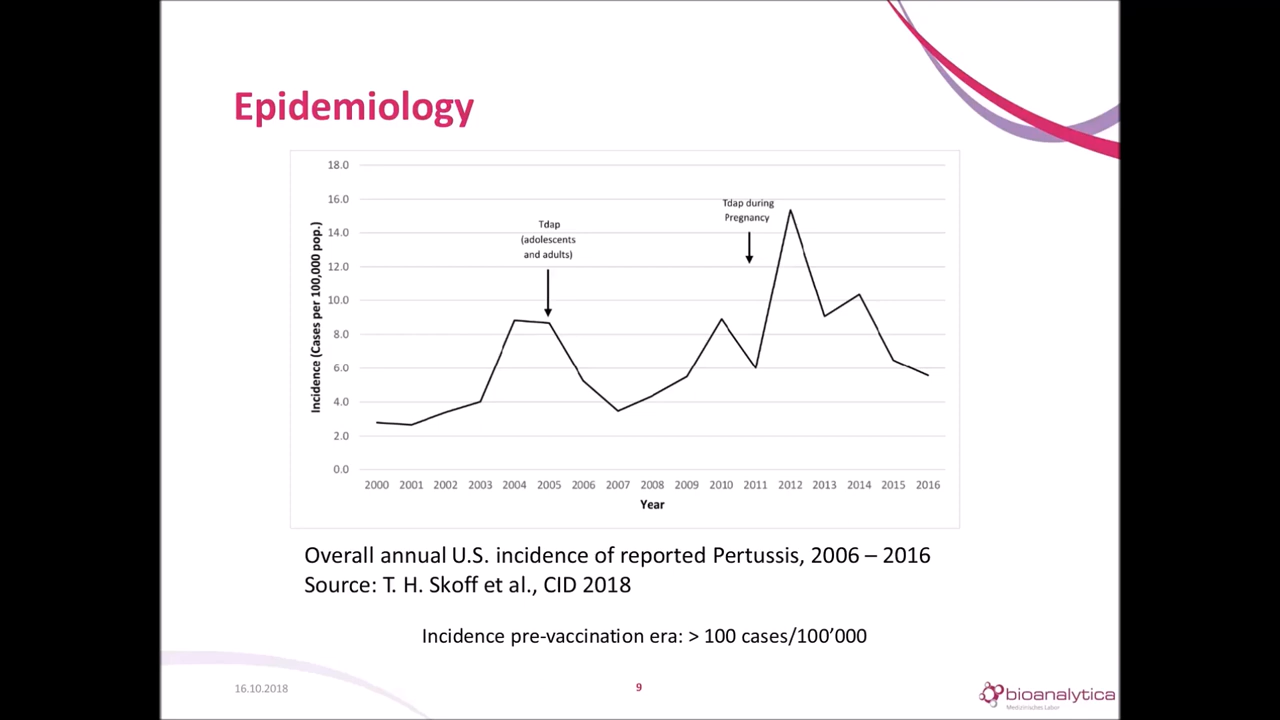 Epidemiology
18.0
16.0
14.0
12.0
10.0
8.0
6.0
4.0
2.0
0.0
Incidence (Cases per 100,000 pop.)
Tdap
(adolescents
and adults)
Tdap during
Pregnancy
2000 2001 2002 2003 2004 2005 2006 2007 2008 2009 2010 2011 2012 2013 2014 2015 2016
Year
Overall annual U.S. incidence of reported Pertussis, 2006 – 2016
Source: T. H. Skoff et al., CID 2018
Incidence pre-vaccination era: > 100 cases/100’000
16.10.2018
9
bioanalytica
Medizinisches Labor